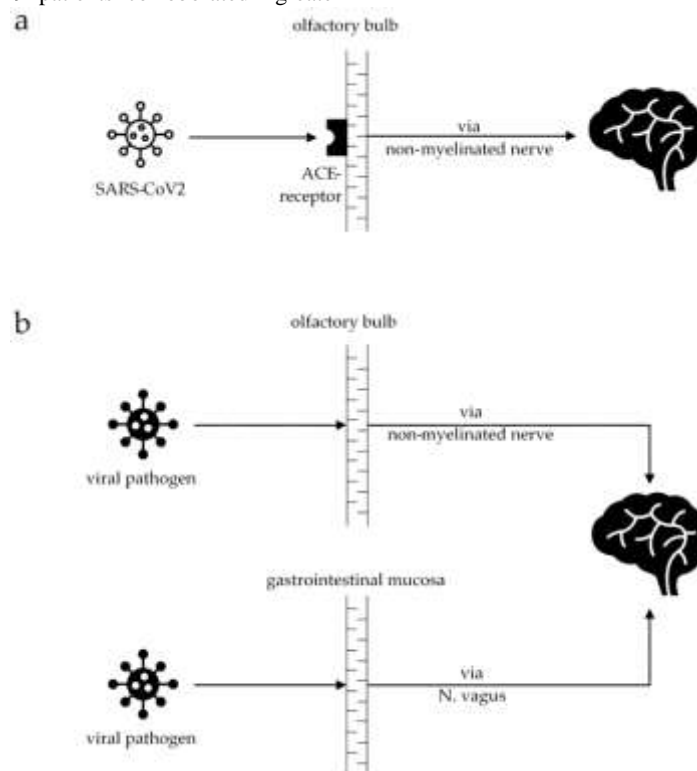 a
olfactory bulb
via
non-myelinated nerve
SARS-CoV2
ACE-
receptor
b
olfactory bulb
via
non-myelinated nerve
viral pathogen
gastrointestinal mucosa
via
N. vagus
viral pathogen